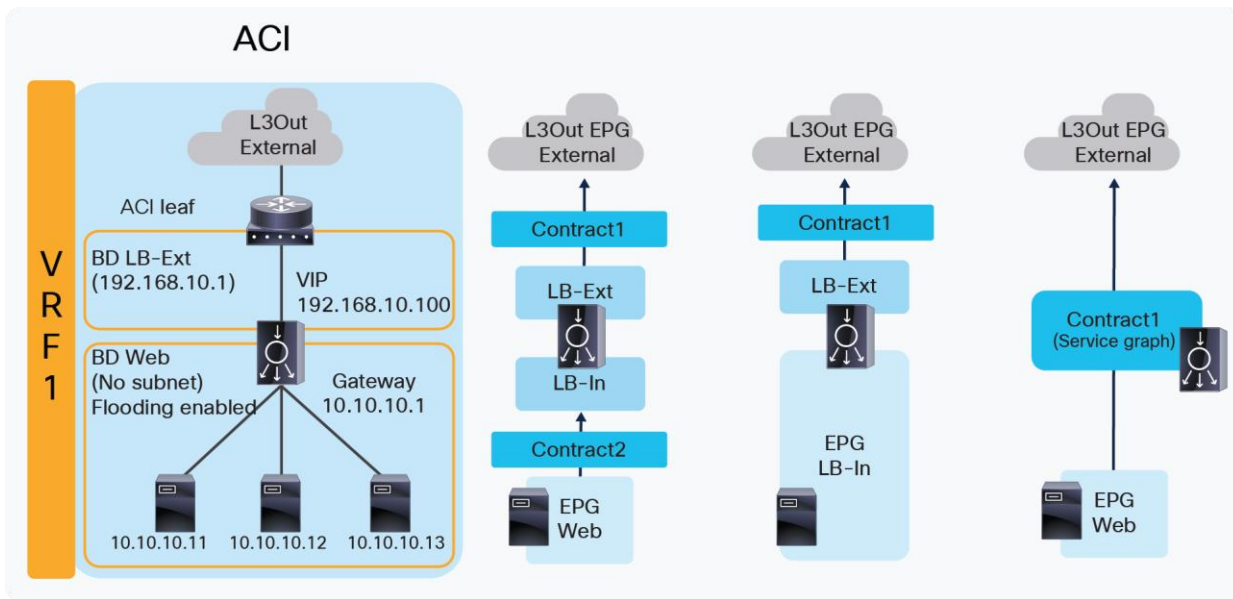 ACI
VRF1
L3Out
External
ACI leaf
BD LB-Ext
(192.168.10.1)
VIP
192.168.10.100
BD Web
(No subnet)
Flooding enabled
Gateway
10.10.10.1
10.10.10.11
10.10.10.12
10.10.10.13
L3Out EPG
External
Contract1
LB-Ext
LB-In
Contract2
EPG
Web
L3Out EPG
External
Contract1
LB-Ext
EPG
LB-In
L3Out EPG
External
Contract1
(Service graph)
EPG
Web